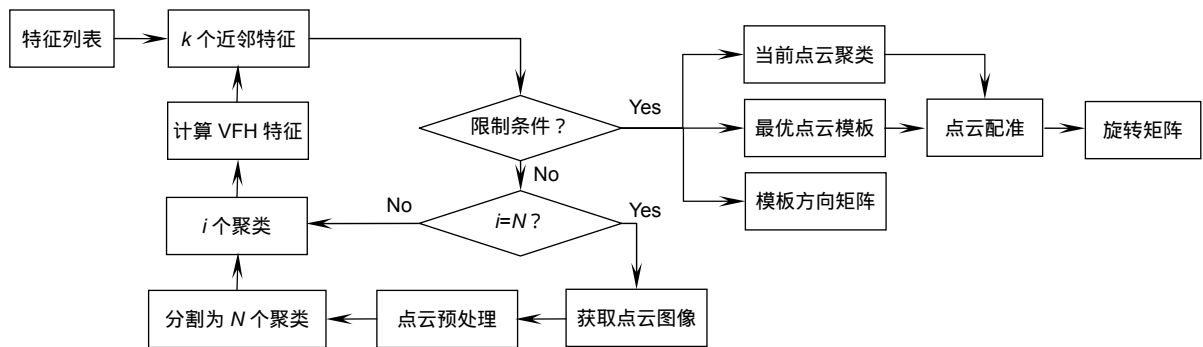 特征列表
k 个近邻特征
当前点云聚类
计算 VFH 特征
限制条件？
Yes
最优点云模板
点云配准
旋转矩阵
No
i 个聚类
No
i=N？
Yes
模板方向矩阵
分割为 N 个聚类
点云预处理
获取点云图像